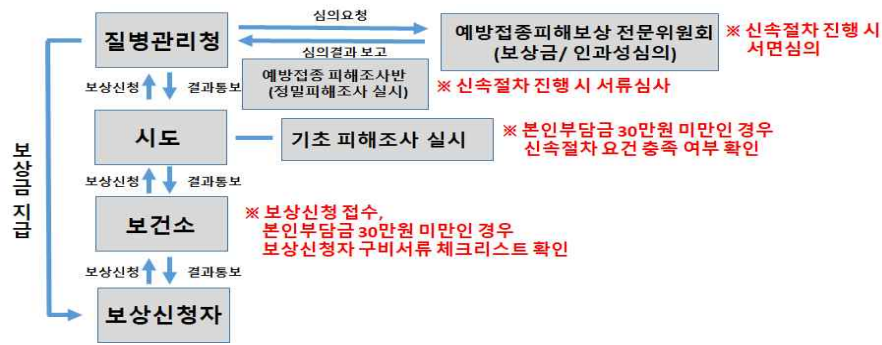 심의요청
질병관리청
심의결과 보고
예방접종피해보상 전문위원회
(보상금/ 인과성심의)
※ 신속절차 진행 시
서면심의
예방접종 피해조사반
(정밀피해조사 실시)
※ 신속절차 진행 시 서류심사
보상신청
결과통보
시도
기초 피해조사 실시
※ 본인부담금 30만원 미만인 경우
신속절차 요건 충족 여부 확인
보상금 지급
보상신청
결과통보
보건소
※ 보상신청 접수,
본인부담금 30만원 미만인 경우
보상신청자 구비서류 체크리스트 확인
보상신청
결과통보
보상신청자